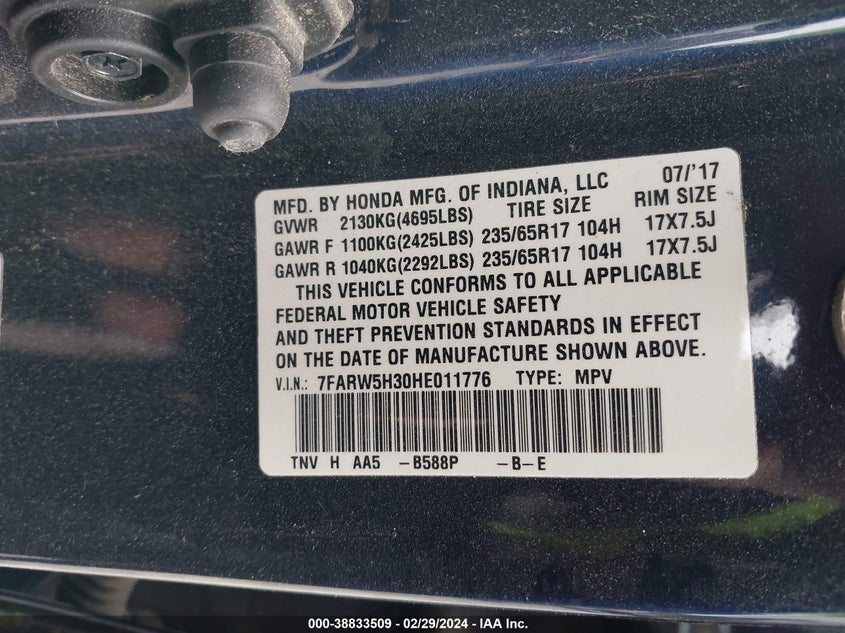 MFD. BY HONDA MFG. OF INDIANA, LLC 07/'17
GVWR 2130KG(4695LBS) TIRE SIZE RIM SIZE
GAWR F 1100KG(2425LBS) 235/65R17 104H 17X7.5J
GAWR R 1040KG(2292LBS) 235/65R17 104H 17X7.5J
THIS VEHICLE CONFORMS TO ALL APPLICABLE
FEDERAL MOTOR VEHICLE SAFETY
AND THEFT PREVENTION STANDARDS IN EFFECT
ON THE DATE OF MANUFACTURE SHOWN ABOVE.
V.I.N.: 7FARW5H30HE011776 TYPE: MPV
TNV H AA5 -B588P -B-E
000-38833509 - 02/29/2024 - IAA Inc.